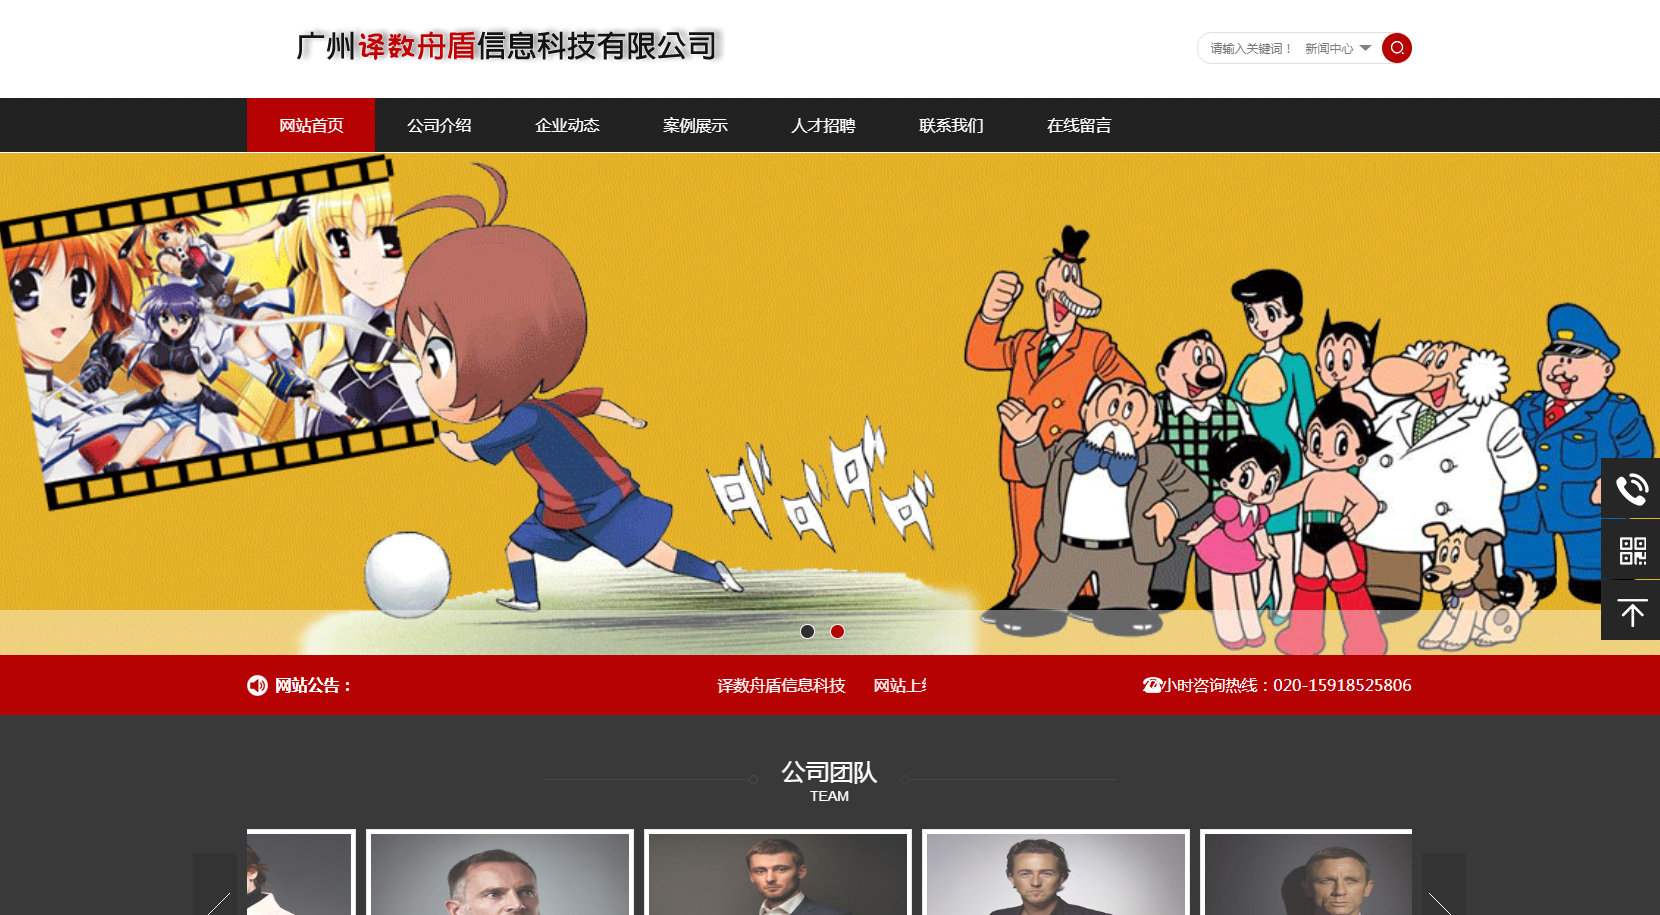 广州译数舟盾信息科技有限公司
请输入关键词！ 新闻中心
网站首页 公司介绍 企业动态 案例展示 人才招聘 联系我们 在线留言
网站公告： 译数舟盾信息科技 网站上 小时咨询热线：020-15918525806
公司团队
TEAM